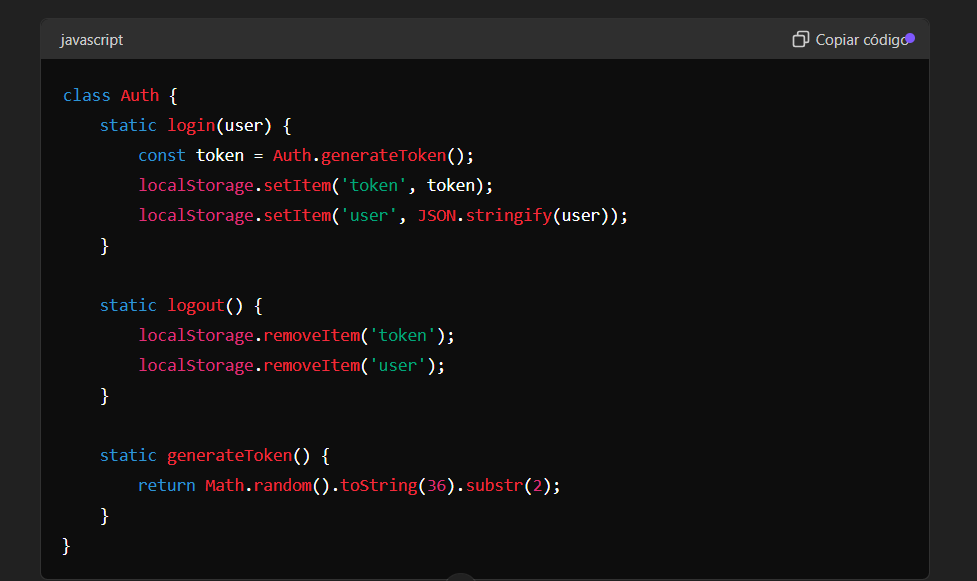 javascript
Copiar código
class Auth {
    static login(user) {
        const token = Auth.generateToken();
        localStorage.setItem('token', token);
        localStorage.setItem('user', JSON.stringify(user));
    }

    static logout() {
        localStorage.removeItem('token');
        localStorage.removeItem('user');
    }

    static generateToken() {
        return Math.random().toString(36).substr(2);
    }
}